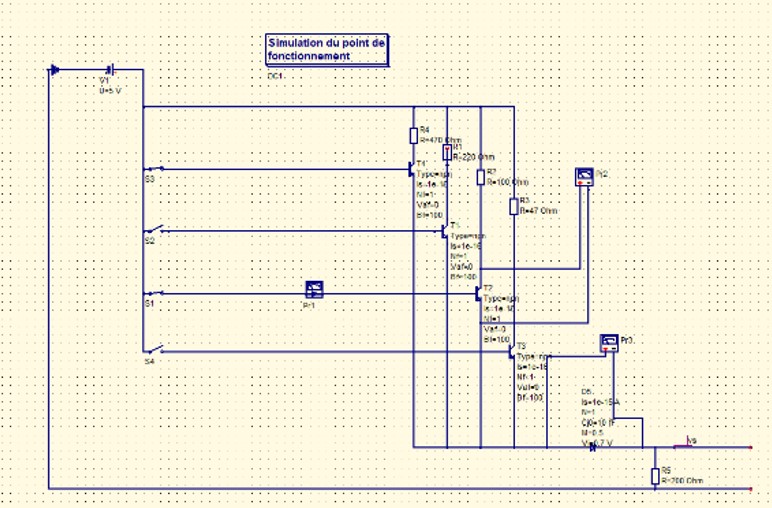 Simulation du point de
fonctionnement
DC1
V1
U=5 V
R4
R=470 Ohm
R1
R=220 Ohm
R2
R=100 Ohm
R3
R=47 Ohm
Pr2
S3
T4
Type=npn
Is=1e-16
Nf=1
Vaf=0
Bf=100
S2
Type=npn
Is=1e-16
Nf=1
Vaf=0
Bf=100
S1
Pr1
T2
Type=npn
Is=1e-16
Nf=1
Vaf=0
Bf=100
S4
T3
Type=npn
Is=1e-16
Nf=1
Vaf=0
Bf=100
Pr3
Is=1e-15 A
N=1
Cj0=10 fF
M=0.5
Vj=0.7 V
Vs
R5
R=200 Ohm